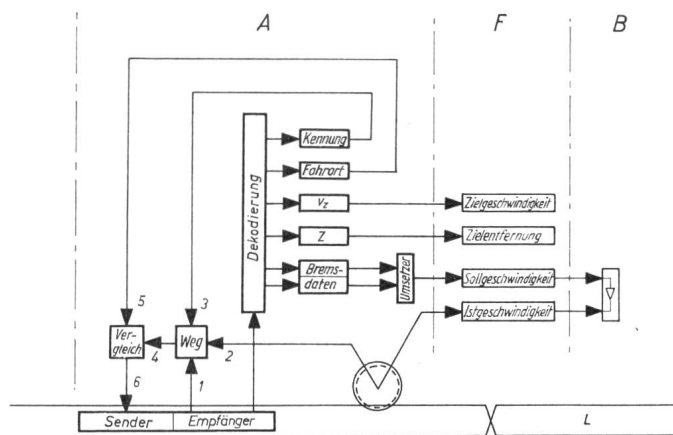 A
F
B
Kennung
Fahrort
Dekodierung
vz
Zielgeschwindigkeit
Z
Zielentfernung
Brems-
daten
Umsetzer
Sollgeschwindigkeit
Istgeschwindigkeit
5
3
Ver-
gleich
4
Weg
2
6
1
Sender
Empfänger
L